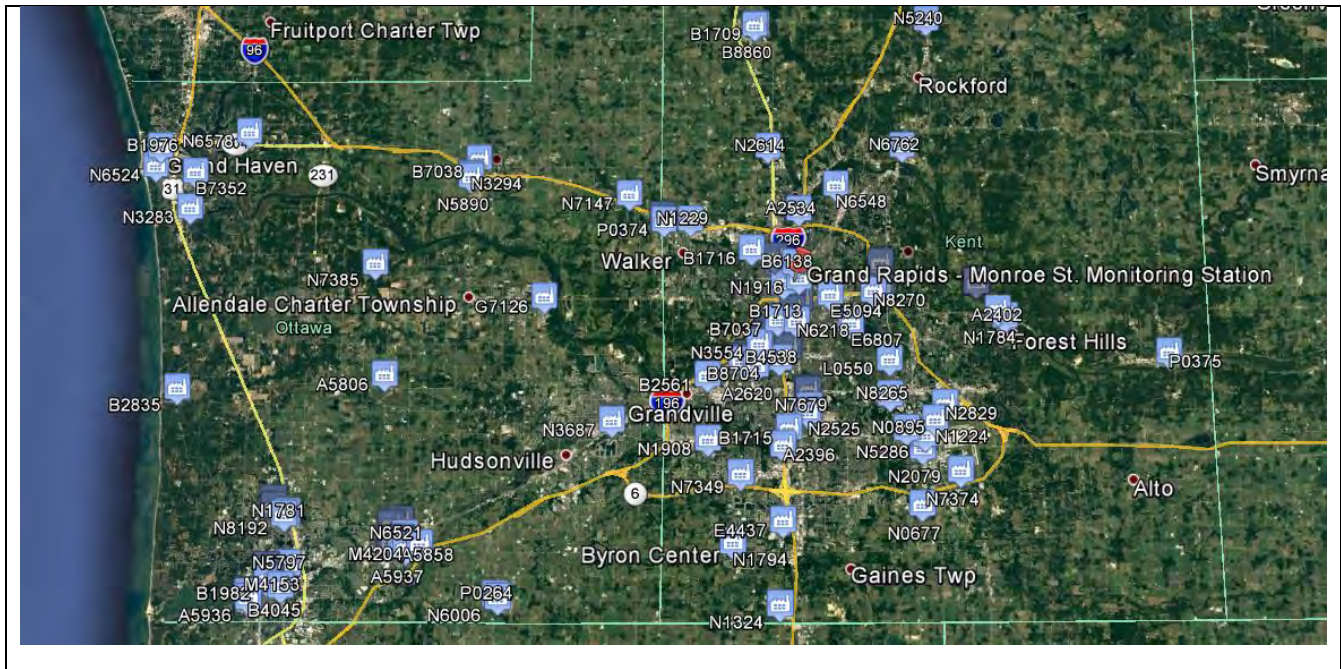 Greenv
N5240
B1709
B8860
Fruitport Charter Twp
96
Rockford
B1976
N6578
N2614
N6762
N6524
Grand Haven
31
B7352
231
B7038
N3294
N5890
Smyrna
N3283
N7147
A2534
N6548
P0374
N1229
296
Kent
Walker
B1716
B6138
N7385
Grand Rapids - Monroe St. Monitoring Station
N1916
N8270
Allendale Charter Township
G7126
E5094
A2402
Ottawa
B1713
N6218
B7037
E6807
N1784
Forest Hills
N3554
B4538
P0375
B8704
L0550
A5806
B2561
A2620
B2835
196
N7679
N8265
Grandville
N2829
N3687
N2525
N0895
N1224
N1908
B1715
A2396
N5286
Hudsonville
N2079
N7349
N7374
6
Alto
N1781
N0677
N8192
N6521
E4437
M4204
A5858
Byron Center
N1794
N5797
A5937
Gaines Twp
M4153
B1982
P0264
A5936
B4045
N6006
N1324